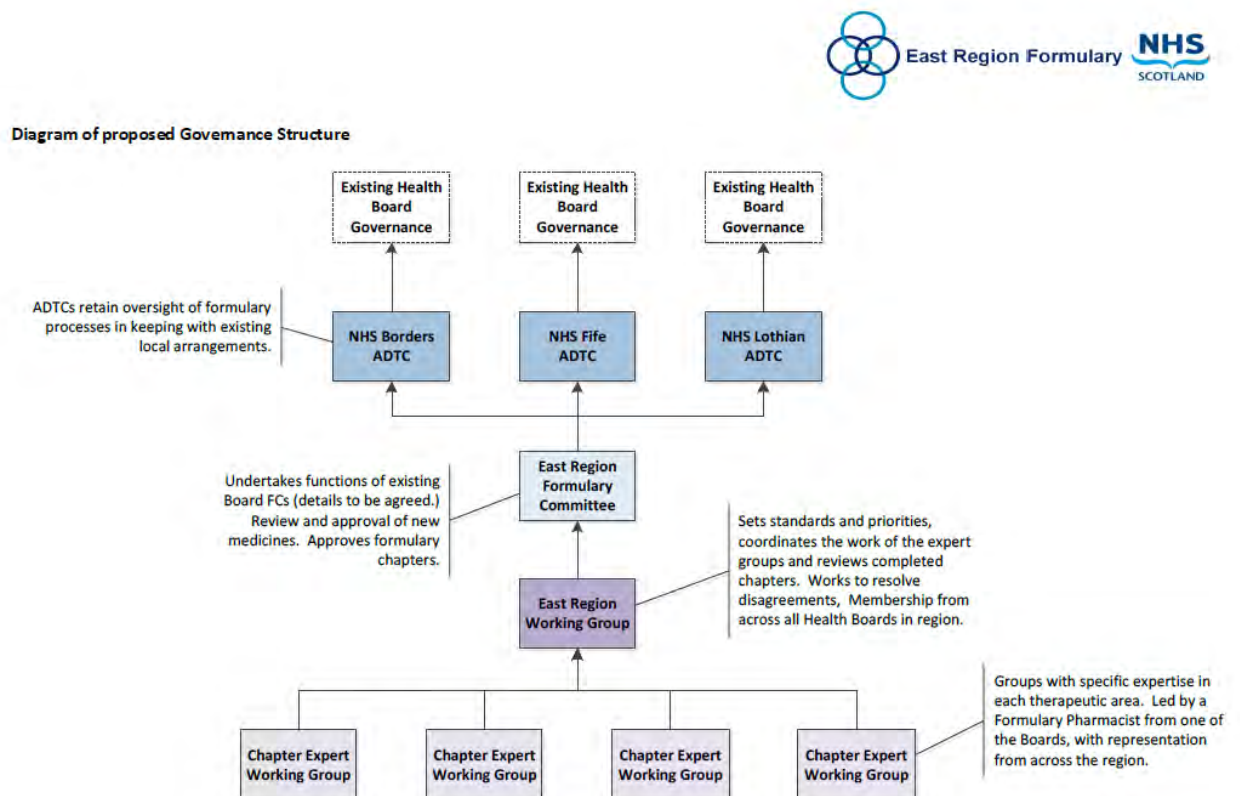 East Region Formulary
NHS
SCOTLAND
Diagram of proposed Governance Structure
Existing Health
Board
Governance
Existing Health
Board
Governance
Existing Health
Board
Governance
ADTCs retain oversight of formulary
processes in keeping with existing
local arrangements.
NHS Borders
ADTC
NHS Fife
ADTC
NHS Lothian
ADTC
Undertakes functions of existing
Board FCs (details to be agreed.)
Review and approval of new
medicines.  Approves formulary
chapters.
East Region
Formulary
Committee
Sets standards and priorities,
coordinates the work of the expert
groups and reviews completed
chapters.  Works to resolve
disagreements,  Membership from
across all Health Boards in region.
East Region
Working Group
Groups with specific expertise in
each therapeutic area.  Led by a
Formulary Pharmacist from one of
the Boards, with representation
from across the region.
Chapter Expert
Working Group
Chapter Expert
Working Group
Chapter Expert
Working Group
Chapter Expert
Working Group